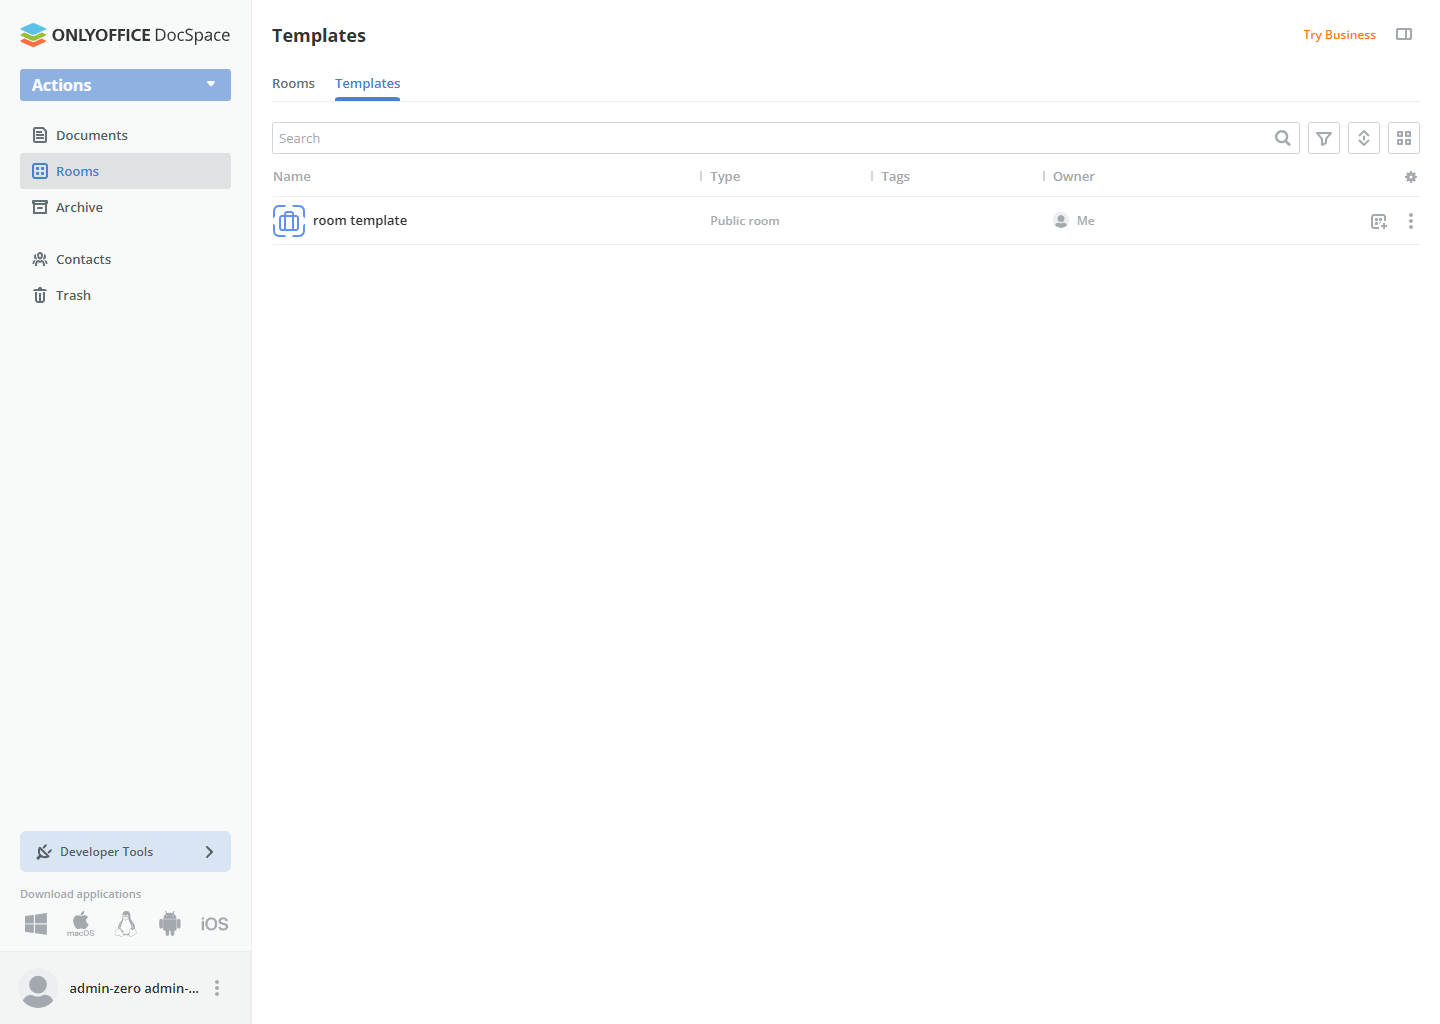 ONLYOFFICE DocSpace
Actions
Documents
Rooms
Archive
Contacts
Trash
Developer Tools
Download applications
macOS
iOS
admin-zero admin-...
Templates
Try Business
Rooms
Templates
Search
Name
Type
Tags
Owner
room template
Public room
Me